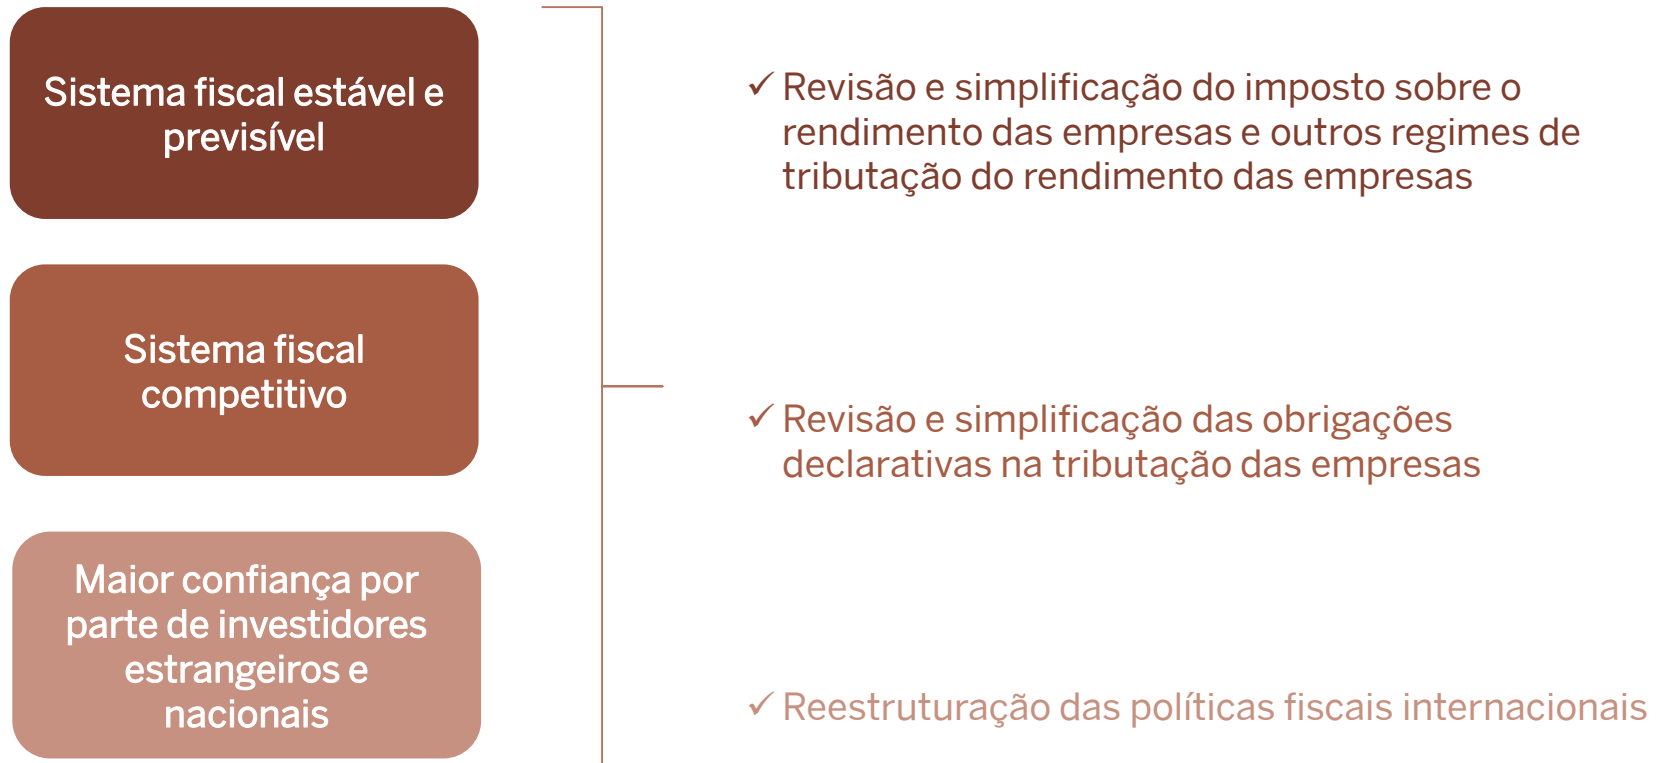 Sistema fiscal estável e
previsível
Sistema fiscal
competitivo
Maior confiança por
parte de investidores
estrangeiros e
nacionais
✓ Revisão e simplificação do imposto sobre o
rendimento das empresas e outros regimes de
tributação do rendimento das empresas
✓ Revisão e simplificação das obrigações
declarativas na tributação das empresas
✓ Reestruturação das políticas fiscais internacionais